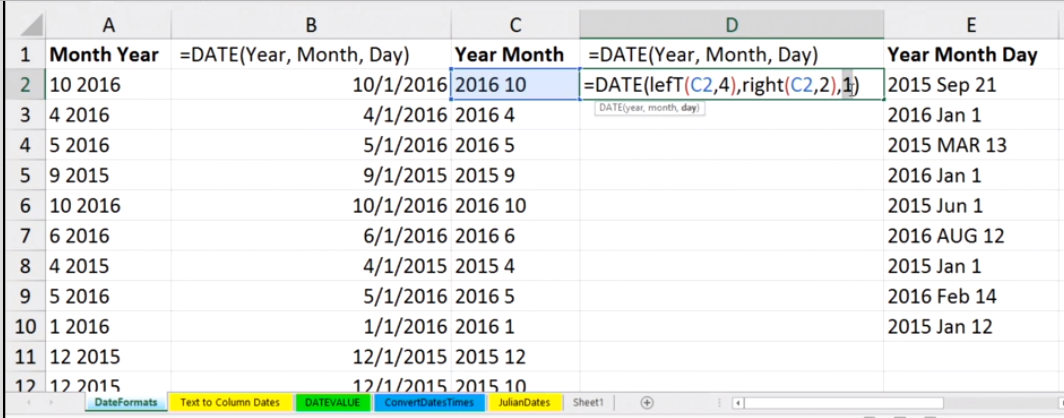 A B C D E
1 Month Year =DATE(Year, Month, Day) Year Month =DATE(Year, Month, Day) Year Month Day
2 10 2016 10/1/2016 2016 10 =DATE(lefT(C2,4),right(C2,2),1) 2015 Sep 21
DATE(year, month, day)
3 4 2016 4/1/2016 2016 4 2016 Jan 1
4 5 2016 5/1/2016 2016 5 2015 MAR 13
5 9 2015 9/1/2015 2015 9 2016 Jan 1
6 10 2016 10/1/2016 2016 10 2015 Jun 1
7 6 2016 6/1/2016 2016 6 2016 AUG 12
8 4 2015 4/1/2015 2015 4 2015 Jan 1
9 5 2016 5/1/2016 2016 5 2016 Feb 14
10 1 2016 1/1/2016 2016 1 2015 Jan 12
11 12 2015 12/1/2015 2015 12
12 12 2015 12/1/2015 2015 10
DateFormats Text to Column Dates DATEVALUE ConvertDatesTimes JulianDates Sheet1